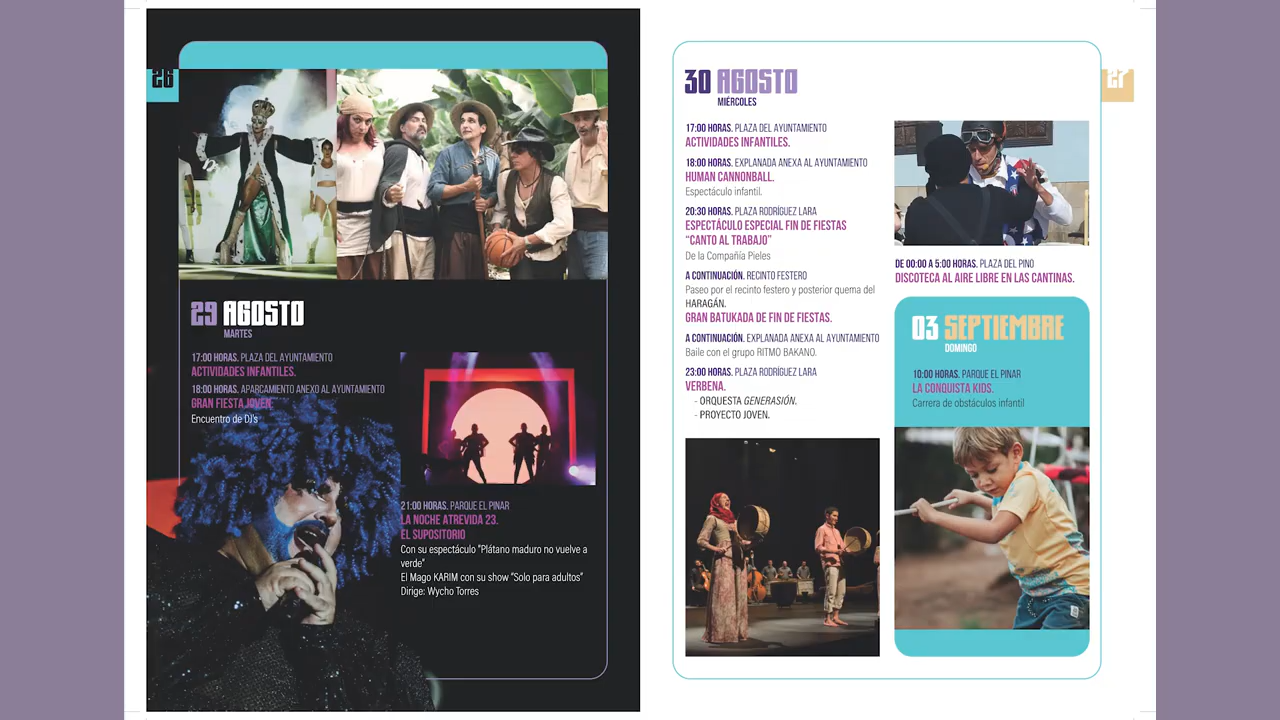 26
29 AGOSTO
MARTES
17:00 HORAS. PLAZA DEL AYUNTAMIENTO
ACTIVIDADES INFANTILES.
18:00 HORAS. APARCAMIENTO ANEXO AL AYUNTAMIENTO
GRAN FIESTA JOVEN.
Encuentro de DJ's
21:00 HORAS. PARQUE EL PINAR
LA NOCHE ATREVIDA 23.
EL SUPOSITORIO
Con su espectáculo "Plátano maduro no vuelve a
verde"
El Mago KARIM con su show "Solo para adultos"
Dirige: Wycho Torres
30 AGOSTO
MIÉRCOLES
17:00 HORAS. PLAZA DEL AYUNTAMIENTO
ACTIVIDADES INFANTILES.
18:00 HORAS. EXPLANADA ANEXA AL AYUNTAMIENTO
HUMAN CANNONBALL.
Espectáculo infantil.
20:30 HORAS. PLAZA RODRÍGUEZ LARA
ESPECTÁCULO ESPECIAL FIN DE FIESTAS
"CANTO AL TRABAJO"
De la Compañía Pieles
A CONTINUACIÓN. RECINTO FESTERO
Paseo por el recinto festero y posterior quema del
HARAGÁN.
GRAN BATUKADA DE FIN DE FIESTAS.
A CONTINUACIÓN. EXPLANADA ANEXA AL AYUNTAMIENTO
Baile con el grupo RITMO BAKANO.
23:00 HORAS. PLAZA RODRÍGUEZ LARA
VERBENA.
- ORQUESTA GENERASIÓN.
- PROYECTO JOVEN.
27
DE 00:00 A 5:00 HORAS. PLAZA DEL PINO
DISCOTECA AL AIRE LIBRE EN LAS CANTINAS.
03 SEPTIEMBRE
DOMINGO
10:00 HORAS. PARQUE EL PINAR
LA CONQUISTA KIDS.
Carrera de obstáculos infantil